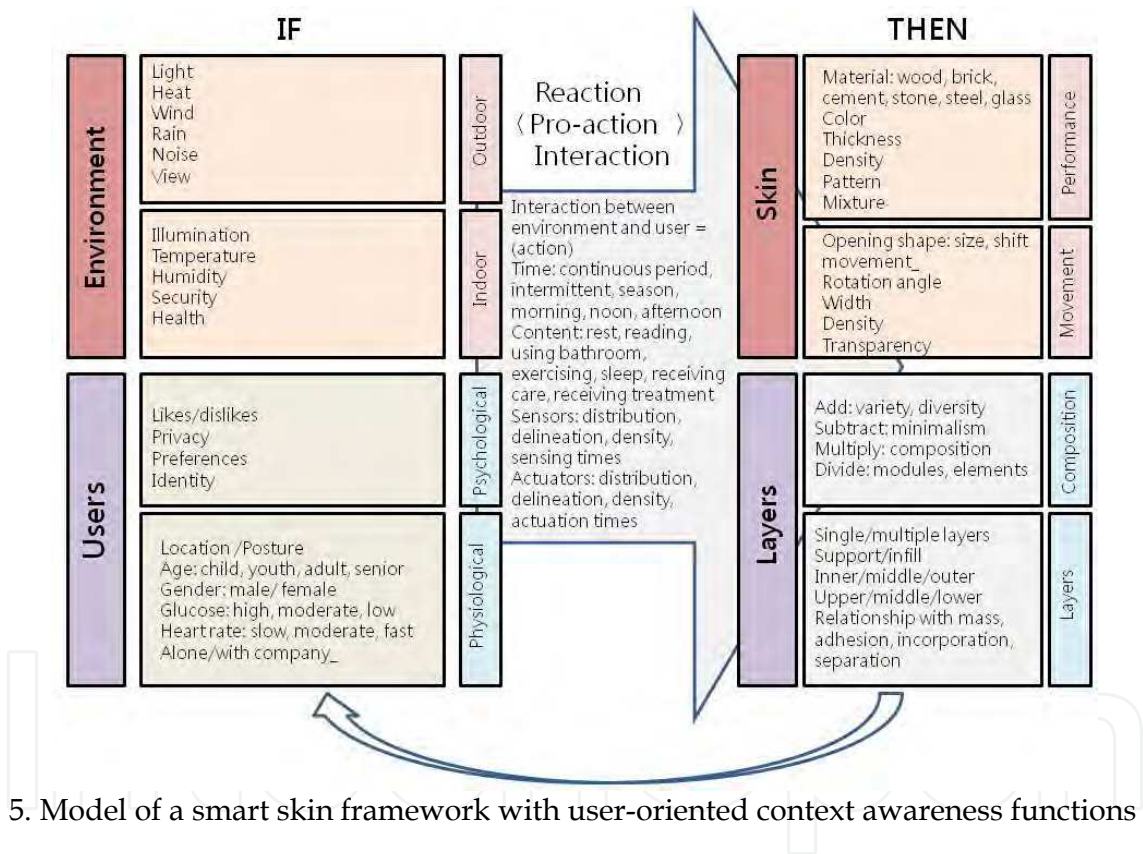 IF
THEN
Environment
Light
Heat
Wind
Rain
Noise
View
Outdoor
Illumination
Temperature
Humidity
Security
Health
Indoor
Users
Likes/dislikes
Privacy
Preferences
Identity
Psychological
Location /Posture
Age: child, youth, adult, senior
Gender: male/ female
Glucose: high, moderate, low
Heart rate: slow, moderate, fast
Alone/with company_
Physiological
Reaction
〈 Pro-action 〉
Interaction
Interaction between
environment and user =
(action)
Time: continuous period,
intermittent, season,
morning, noon, afternoon
Content: rest, reading,
using bathroom,
exercising, sleep, receiving
care, receiving treatment
Sensors: distribution,
delineation, density,
sensing times
Actuators: distribution,
delineation, density,
actuation times
Skin
Material: wood, brick,
cement, stone, steel, glass
Color
Thickness
Density
Pattern
Mixture
Performance
Opening shape: size, shift
movement_
Rotation angle
Width
Density
Transparency
Movement
Layers
Add: variety, diversity
Subtract: minimalism
Multiply: composition
Divide: modules, elements
Composition
Single/multiple layers
Support/infill
Inner/middle/outer
Upper/middle/lower
Relationship with mass,
adhesion, incorporation,
separation
Layers
5. Model of a smart skin framework with user-oriented context awareness functions